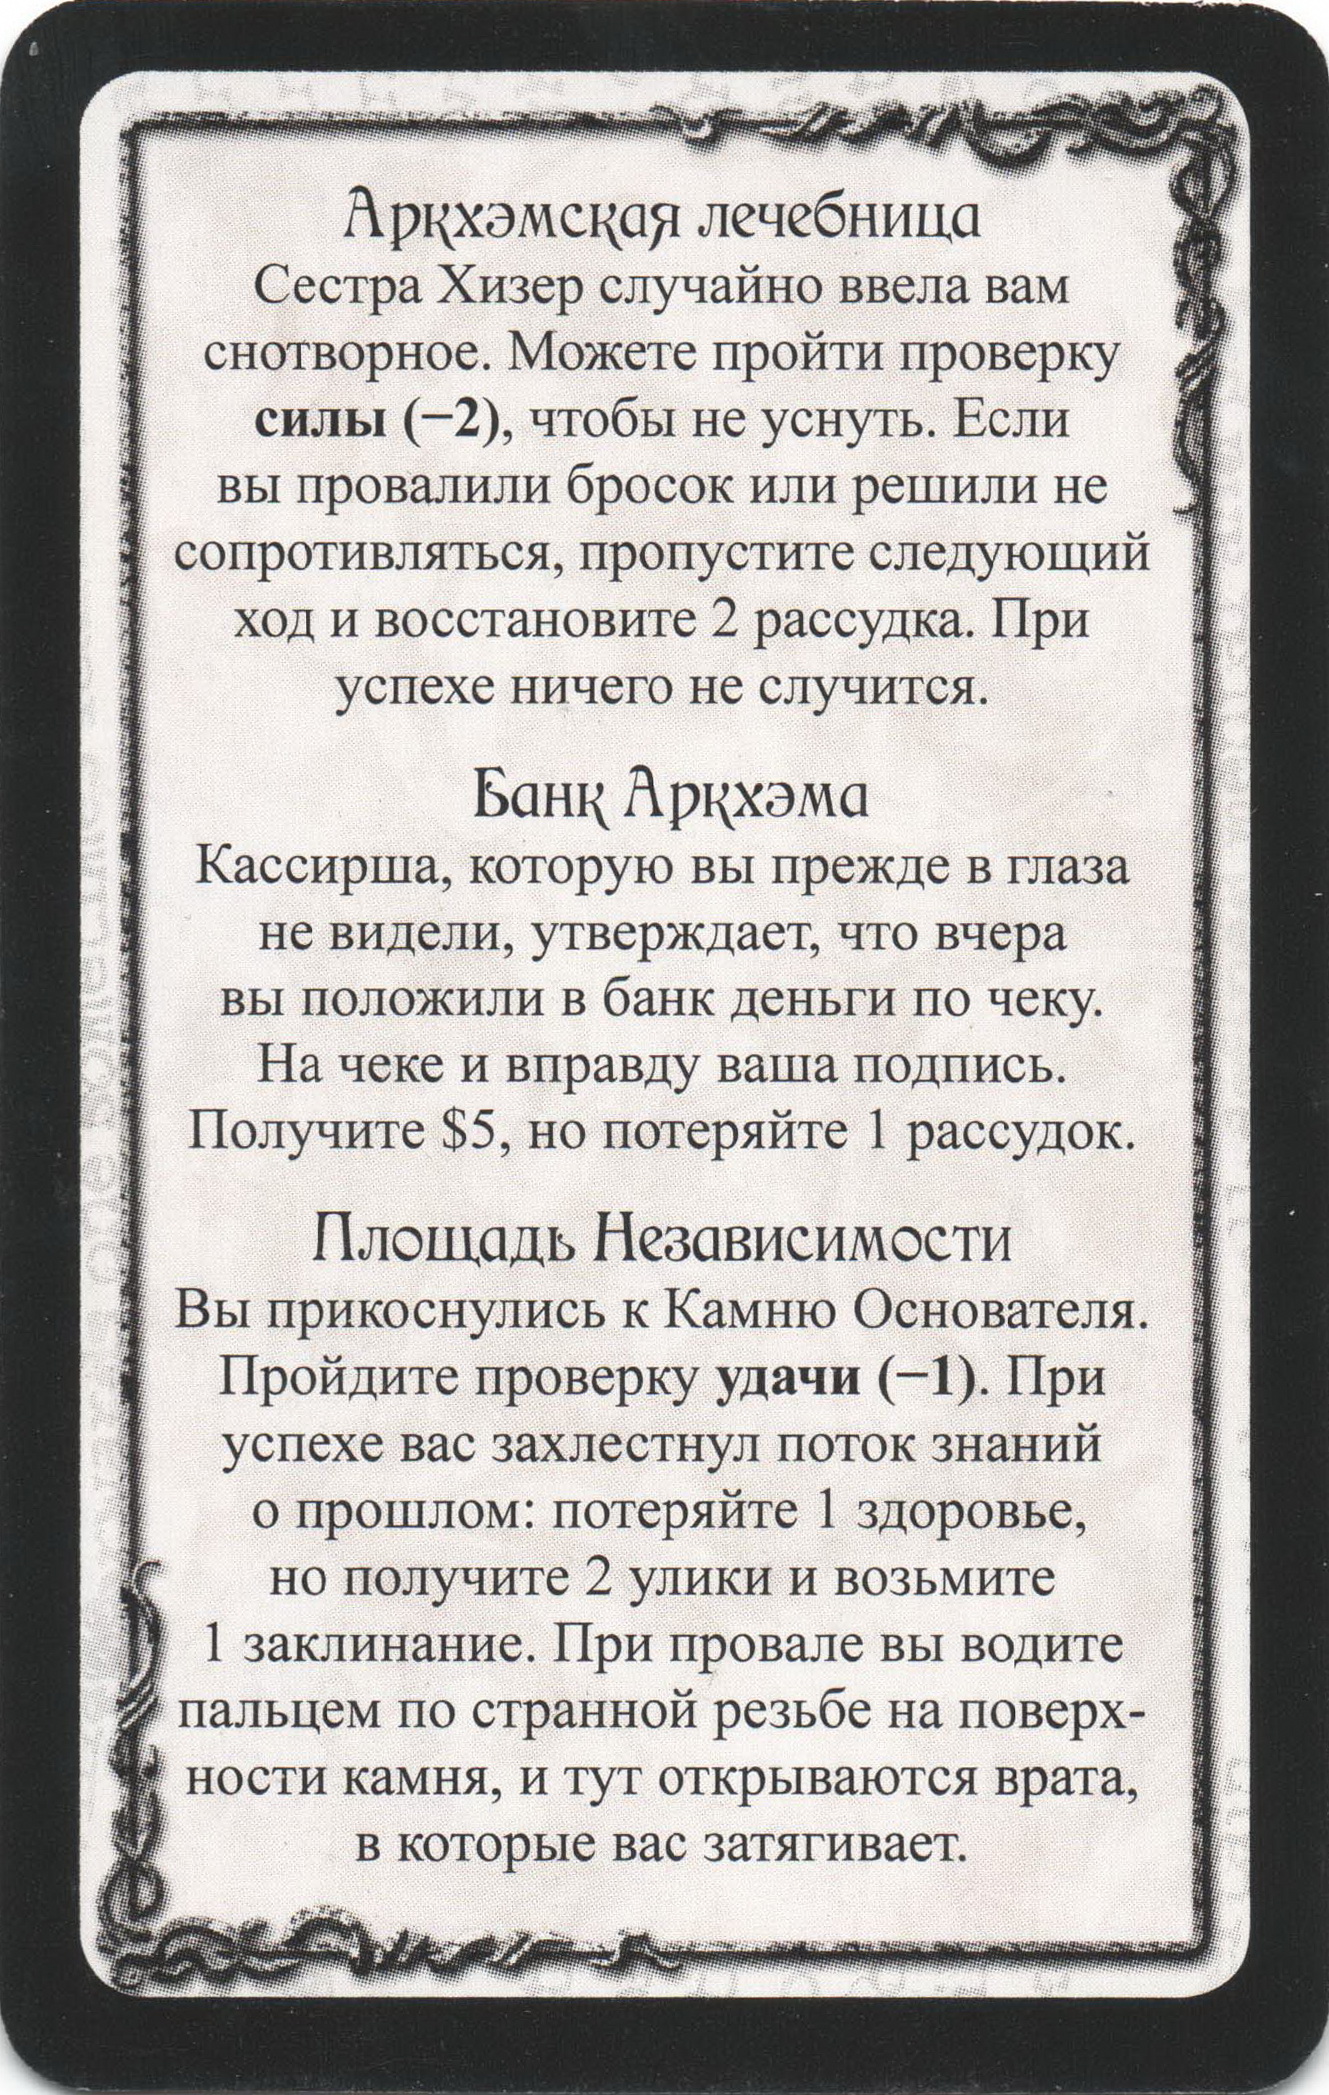 Аркхэмская лечебница
Сестра Хизер случайно ввела вам
снотворное. Можете пройти проверку
силы (−2), чтобы не уснуть. Если
вы провалили бросок или решили не
сопротивляться, пропустите следующий
ход и восстановите 2 рассудка. При
успехе ничего не случится.
Банк Аркхэма
Кассирша, которую вы прежде в глаза
не видели, утверждает, что вчера
вы положили в банк деньги по чеку.
На чеке и вправду ваша подпись.
Получите $5, но потеряйте 1 рассудок.
Площадь Независимости
Вы прикоснулись к Камню Основателя.
Пройдите проверку удачи (−1). При
успехе вас захлестнул поток знаний
о прошлом: потеряйте 1 здоровье,
но получите 2 улики и возьмите
1 заклинание. При провале вы водите
пальцем по странной резьбе на поверх-
ности камня, и тут открываются врата,
в которые вас затягивает.